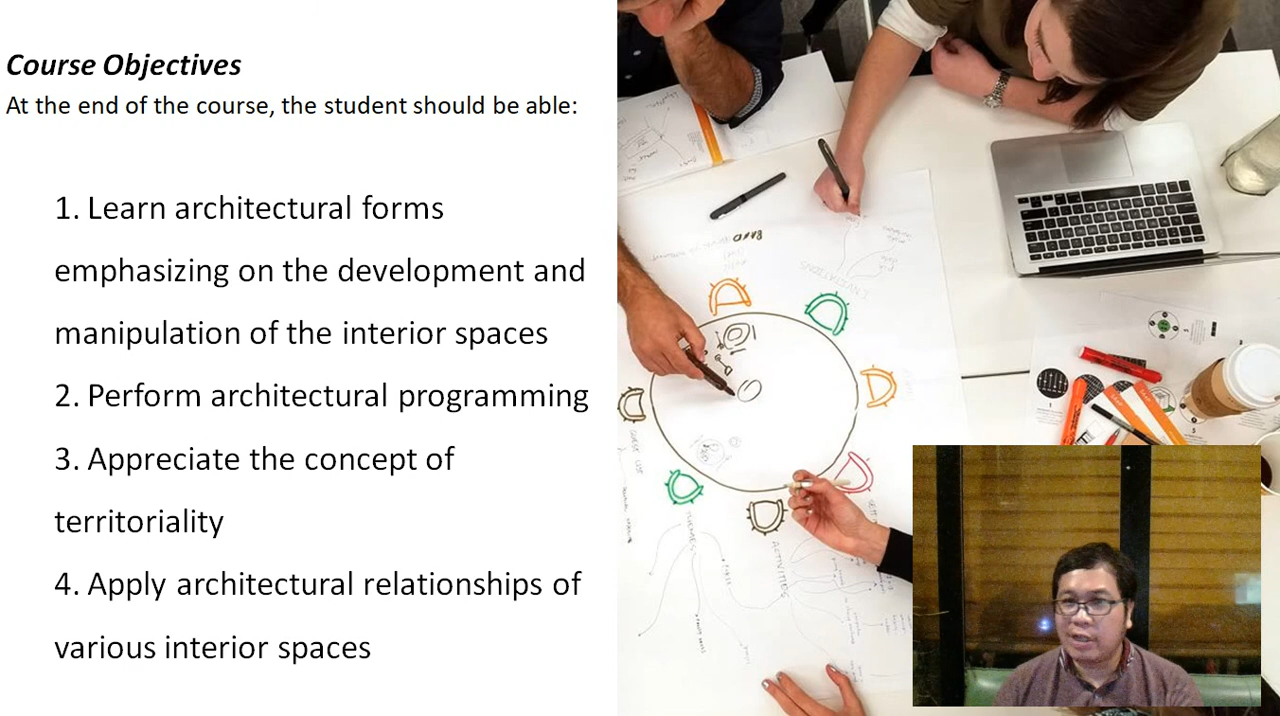 Course Objectives
At the end of the course, the student should be able:
1. Learn architectural forms
emphasizing on the development and
manipulation of the interior spaces
2. Perform architectural programming
3. Appreciate the concept of
territoriality
4. Apply architectural relationships of
various interior spaces
ACTIVITIES